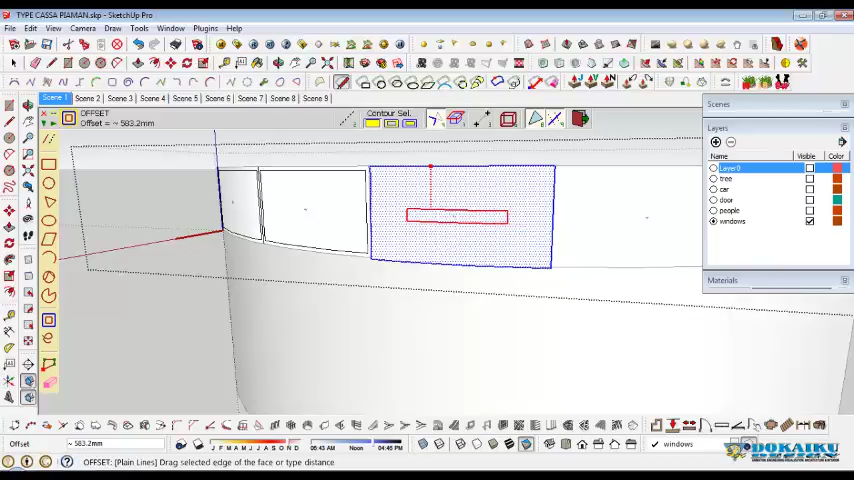 TYPE CASSA PIAMAN.skp - SketchUp Pro
File Edit View Camera Draw Tools Window Plugins Help
Scene 1 Scene 2 Scene 3 Scene 4 Scene 5 Scene 6 Scene 7 Scene 8 Scene 9
OFFSET
Offset = ~ 583.2mm
Contour Sel.
Scenes
Layers
Name Visible Color
Layer0
tree
car
door
people
windows
Materials
J F M A M J J A S O N D
Offset ~ 583.2mm 06:43 AM Noon 04:46 PM windows
DOKAIKU
OFFSET: [Plain Lines] Drag selected edge of the face or type distance